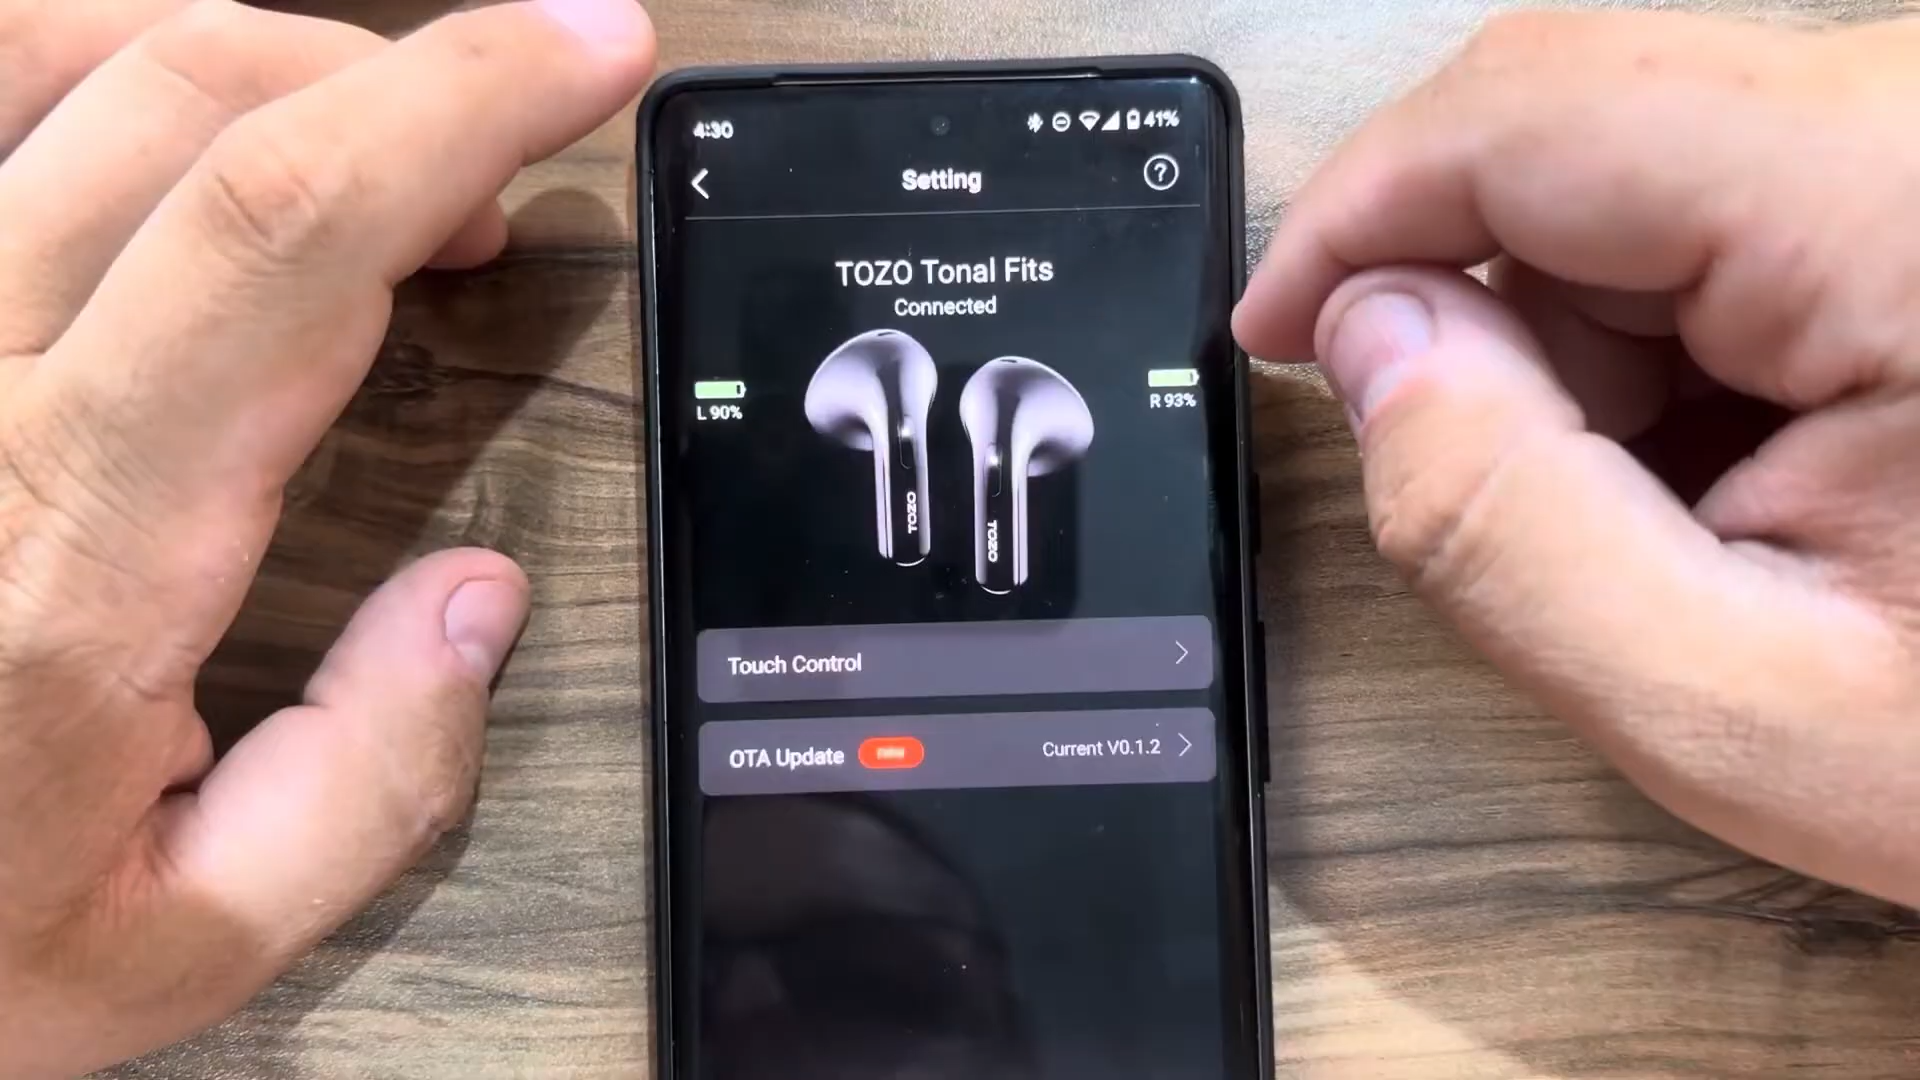 4:30
41%
Setting
?
TOZO Tonal Fits
Connected
L 90%
R 93%
TOZO
TOZO
Touch Control
OTA Update new Current V0.1.2